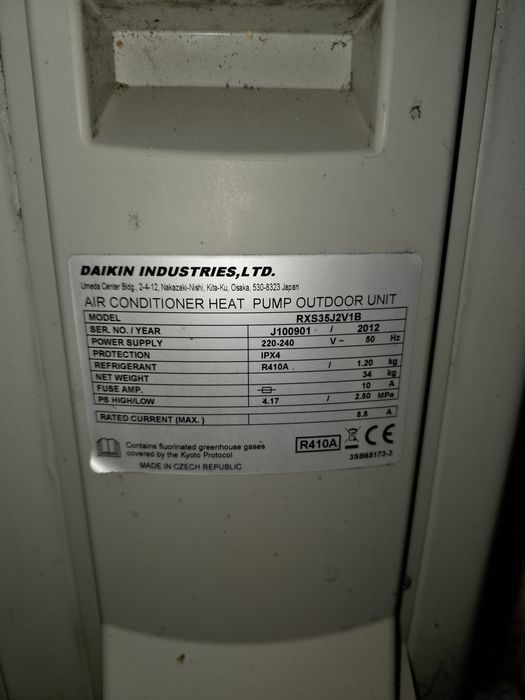 DAIKIN INDUSTRIES,LTD.
Umeda Center Bldg., 2-4-12, Nakazaki-Nishi, Kita-Ku, Osaka, 530-8323 Japan
AIR CONDITIONER HEAT PUMP OUTDOOR UNIT
MODEL RXS35J2V1B
SER. NO. / YEAR J100901 / 2012
POWER SUPPLY 220-240 V ~ 50 Hz
PROTECTION IPX4
REFRIGERANT R410A / 1.20 kg
NET WEIGHT 34 kg
FUSE AMP. 10 A
PS HIGH/LOW 4.17 / 2.50 MPa
RATED CURRENT (MAX.) 8.8 A
Contains fluorinated greenhouse gases
covered by the Kyoto Protocol
R410A CE
MADE IN CZECH REPUBLIC
3SB65173-3